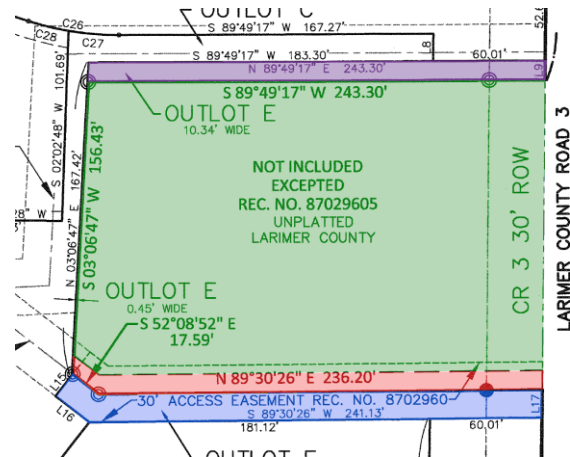 OUTLOT C
C26
C28
C27
S 89°49'17" W 167.27'
52.
S 89°49'17" W 183.30'
8
60.01'
N 89°49'17" E 243.30'
L9
S 89°49'17" W 243.30'
OUTLOT E
10.34' WIDE
S 02°02'48" W 101.69'
N 03°06'47" E 167.42'
S 03°06'47" W 156.43'
NOT INCLUDED
EXCEPTED
REC. NO. 87029605
UNPLATTED
LARIMER COUNTY
CR 3 30' ROW
LARIMER COUNTY ROAD 3
28" W
OUTLOT E
0.45' WIDE
S 52°08'52" E
17.59'
N 89°30'26" E 236.20'
L15
L16
30' ACCESS EASEMENT REC. NO. 8702960
S 89°30'26" W 241.13'
L17
181.12'
60.01'
OUTLOT C